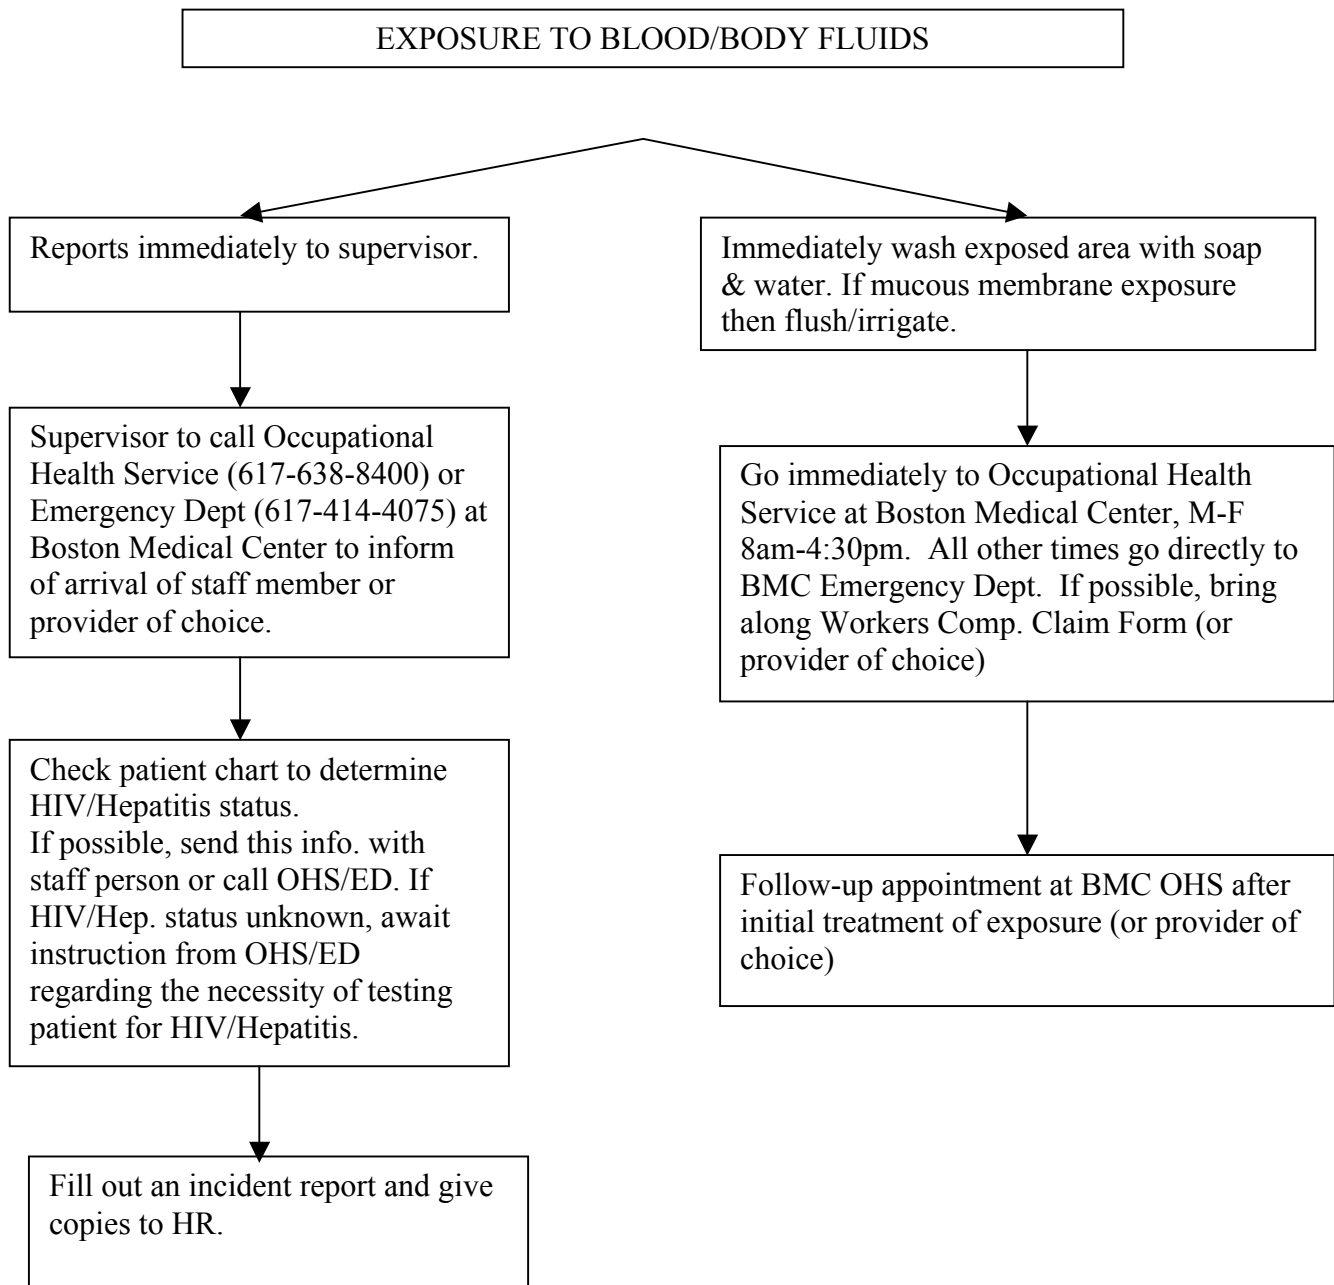 EXPOSURE TO BLOOD/BODY FLUIDS
Reports immediately to supervisor.
Supervisor to call Occupational
Health Service (617-638-8400) or
Emergency Dept (617-414-4075) at
Boston Medical Center to inform
of arrival of staff member or
provider of choice.
Check patient chart to determine
HIV/Hepatitis status.
If possible, send this info. with
staff person or call OHS/ED. If
HIV/Hep. status unknown, await
instruction from OHS/ED
regarding the necessity of testing
patient for HIV/Hepatitis.
Fill out an incident report and give
copies to HR.
Immediately wash exposed area with soap
& water. If mucous membrane exposure
then flush/irrigate.
Go immediately to Occupational Health
Service at Boston Medical Center, M-F
8am-4:30pm.  All other times go directly to
BMC Emergency Dept.  If possible, bring
along Workers Comp. Claim Form (or
provider of choice)
Follow-up appointment at BMC OHS after
initial treatment of exposure (or provider of
choice)